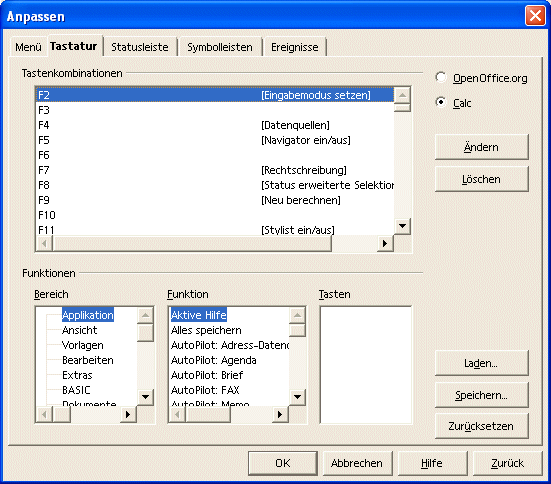 Anpassen
Menü Tastatur Statusleiste Symbolleisten Ereignisse
Tastenkombinationen
F2 [Eingabemodus setzen]
F3
F4 [Datenquellen]
F5 [Navigator ein/aus]
F6
F7 [Rechtschreibung]
F8 [Status erweiterte Selektion
F9 [Neu berechnen]
F10
F11 [Stylist ein/aus]
OpenOffice.org
Calc
Ändern
Löschen
Funktionen
Bereich
Applikation
Ansicht
Vorlagen
Bearbeiten
Extras
BASIC
Dokumente
Funktion
Aktive Hilfe
Alles speichern
AutoPilot: Adress-Datenq
AutoPilot: Agenda
AutoPilot: Brief
AutoPilot: FAX
AutoPilot: Memo
Tasten
Laden...
Speichern...
Zurücksetzen
OK Abbrechen Hilfe Zurück